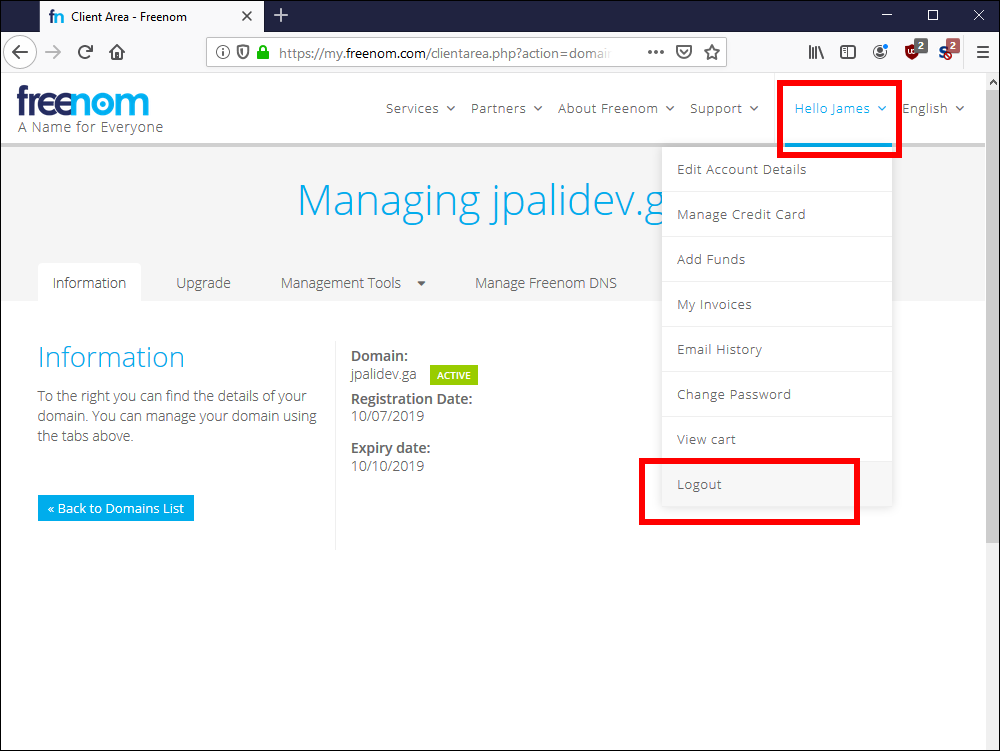 Client Area - Freenom
https://my.freenom.com/clientarea.php?action=domai
2
2
freenom
A Name for Everyone
Services
Partners
About Freenom
Support
Hello James
English
Edit Account Details
Manage Credit Card
Add Funds
My Invoices
Email History
Change Password
View cart
Logout
Managing jpalidev.g
Information
Upgrade
Management Tools
Manage Freenom DNS
Information
To the right you can find the details of your
domain. You can manage your domain using
the tabs above.
« Back to Domains List
Domain:
jpalidev.ga ACTIVE
Registration Date:
10/07/2019
Expiry date:
10/10/2019